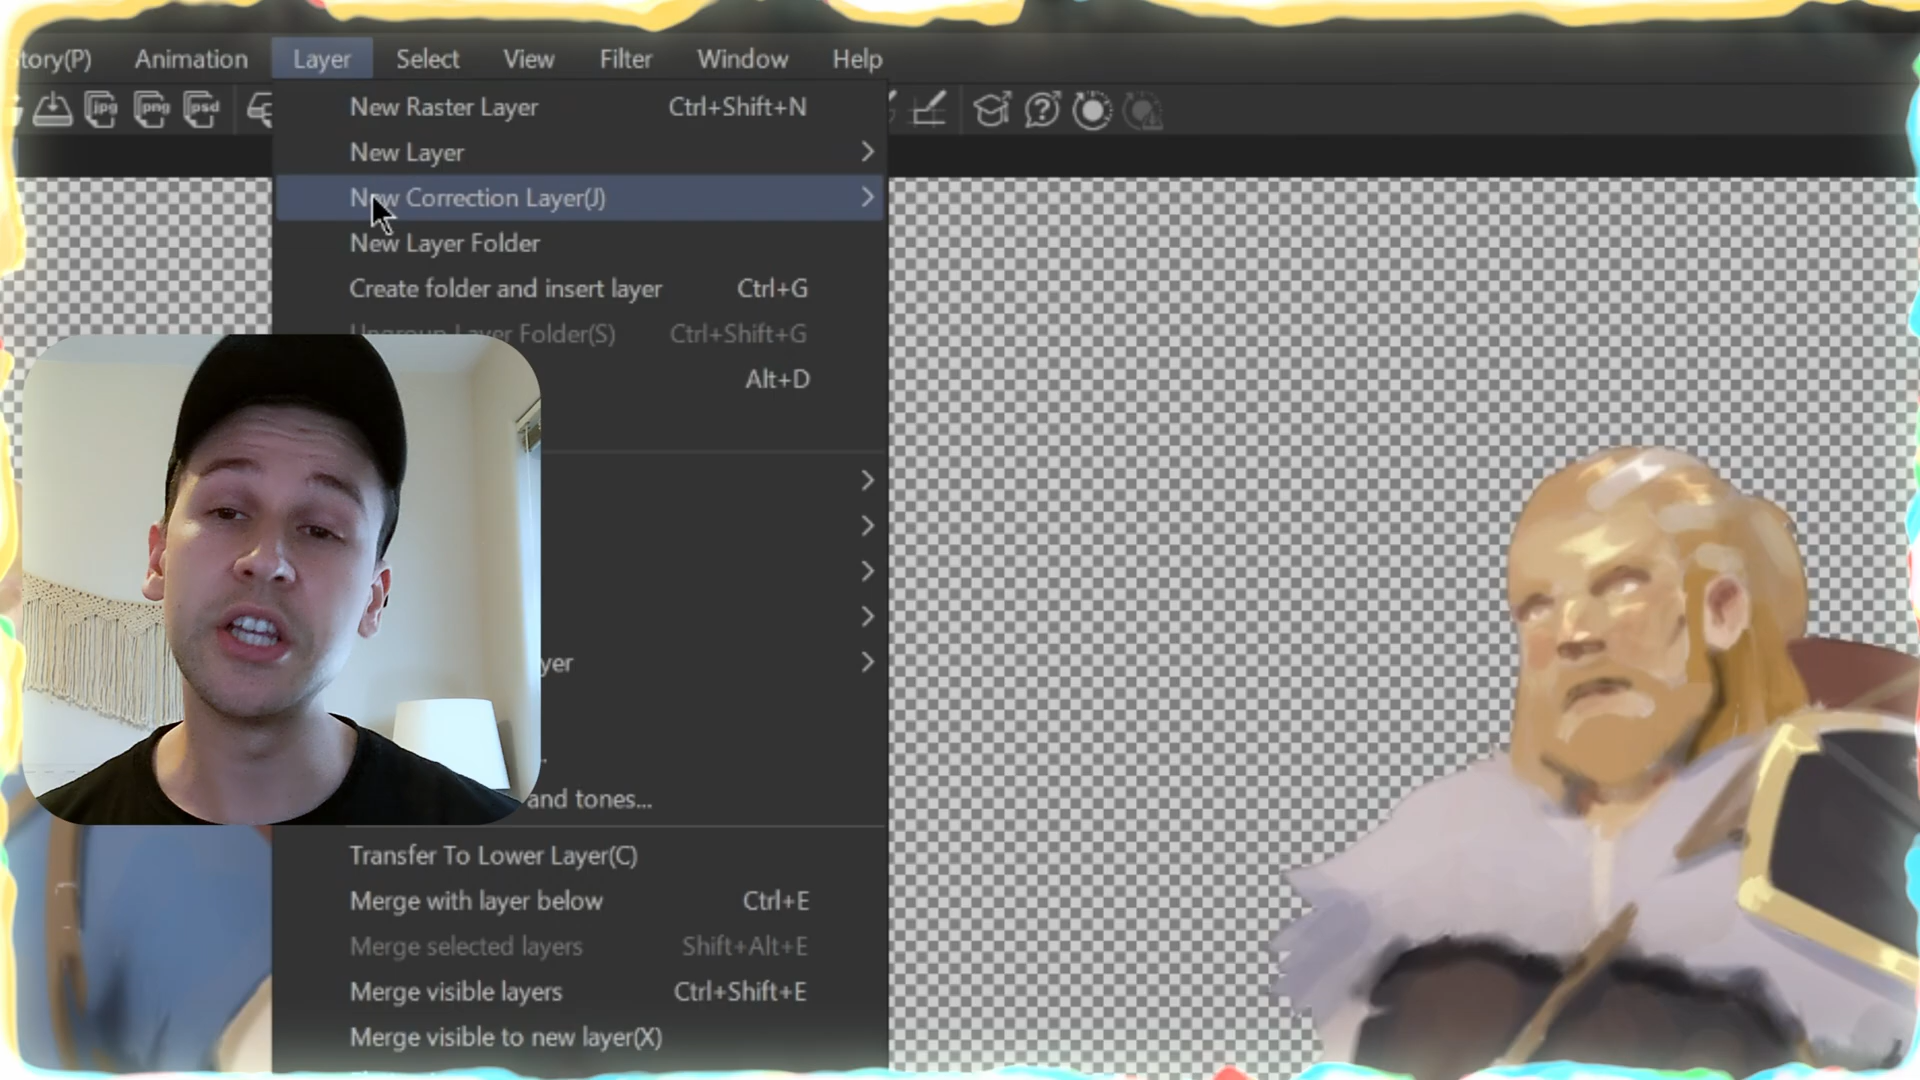 tory(P) Animation Layer Select View Filter Window Help
jpg png psd
New Raster Layer Ctrl+Shift+N
New Layer
New Correction Layer(J)
New Layer Folder
Create folder and insert layer Ctrl+G
Ungroup Layer Folder(S) Ctrl+Shift+G
Alt+D
yer
and tones...
Transfer To Lower Layer(C)
Merge with layer below Ctrl+E
Merge selected layers Shift+Alt+E
Merge visible layers Ctrl+Shift+E
Merge visible to new layer(X)